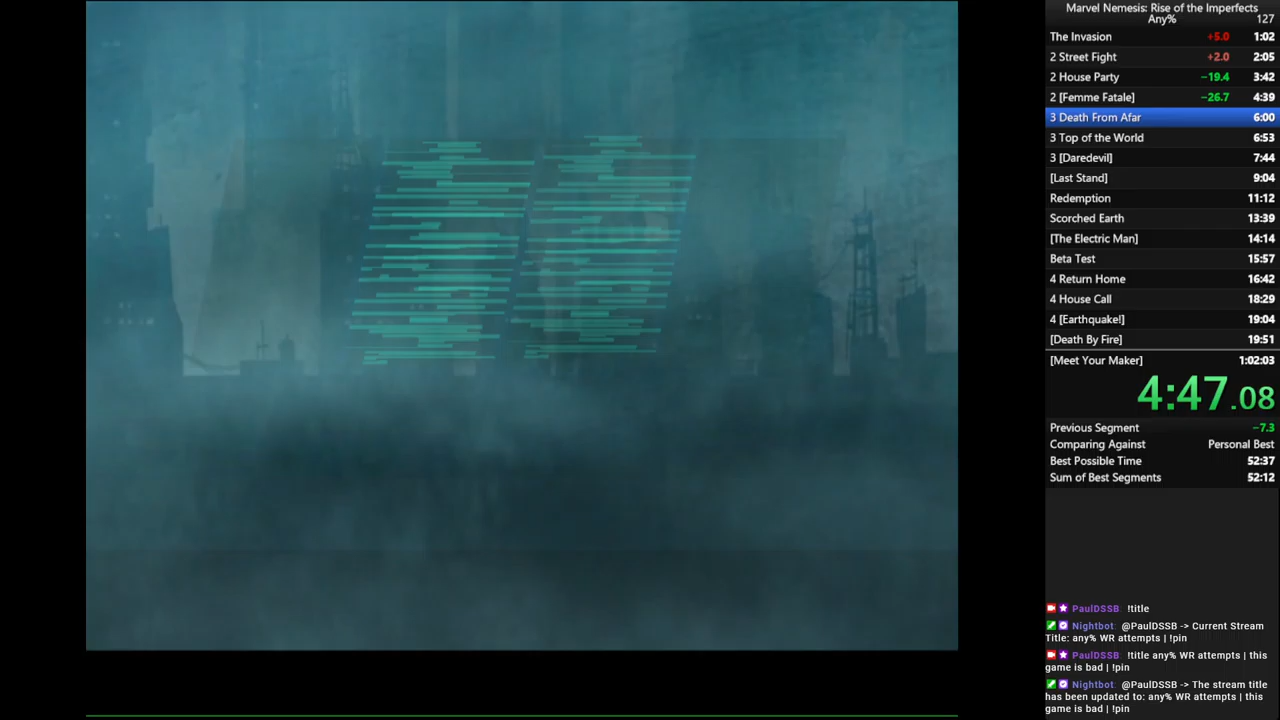 Marvel Nemesis: Rise of the Imperfects
Any% 127
The Invasion +5.0 1:02
2 Street Fight +2.0 2:05
2 House Party −19.4 3:42
2 [Femme Fatale] −26.7 4:39
3 Death From Afar 6:00
3 Top of the World 6:53
3 [Daredevil] 7:44
[Last Stand] 9:04
Redemption 11:12
Scorched Earth 13:39
[The Electric Man] 14:14
Beta Test 15:57
4 Return Home 16:42
4 House Call 18:29
4 [Earthquake!] 19:04
[Death By Fire] 19:51
[Meet Your Maker] 1:02:03
4:47.08
Previous Segment −7.3
Comparing Against Personal Best
Best Possible Time 52:37
Sum of Best Segments 52:12
PaulDSSB: !title
Nightbot: @PaulDSSB -> Current Stream
Title: any% WR attempts | !pin
PaulDSSB: !title any% WR attempts | this
game is bad | !pin
Nightbot: @PaulDSSB -> The stream title
has been updated to: any% WR attempts | this
game is bad | !pin